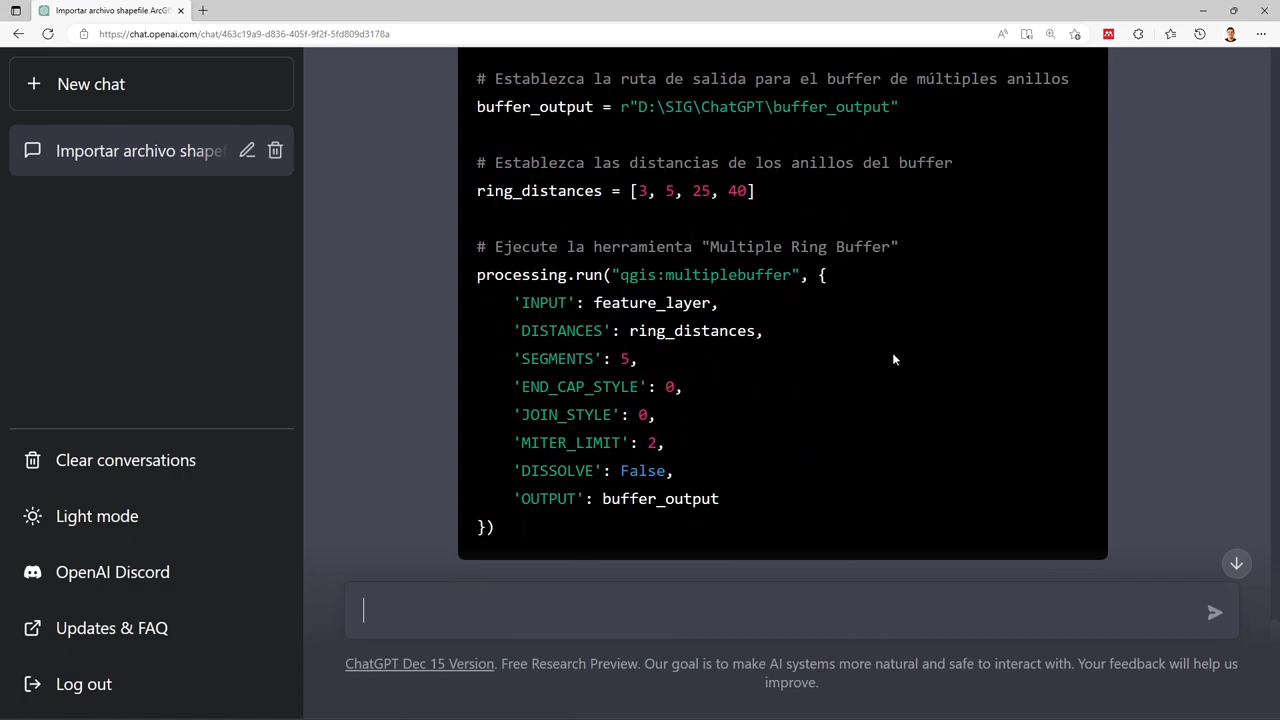 Importar archivo shapefile ArcGI
https://chat.openai.com/chat/463c19a9-d836-405f-9f2f-5fd809d3178a
New chat
Importar archivo shapef
Clear conversations
Light mode
OpenAI Discord
Updates & FAQ
Log out
# Establezca la ruta de salida para el buffer de múltiples anillos
buffer_output = r"D:\SIG\ChatGPT\buffer_output"
# Establezca las distancias de los anillos del buffer
ring_distances = [3, 5, 25, 40]
# Ejecute la herramienta "Multiple Ring Buffer"
processing.run("qgis:multiplebuffer", {
'INPUT': feature_layer,
'DISTANCES': ring_distances,
'SEGMENTS': 5,
'END_CAP_STYLE': 0,
'JOIN_STYLE': 0,
'MITER_LIMIT': 2,
'DISSOLVE': False,
'OUTPUT': buffer_output
})
ChatGPT Dec 15 Version. Free Research Preview. Our goal is to make AI systems more natural and safe to interact with. Your feedback will help us
improve.